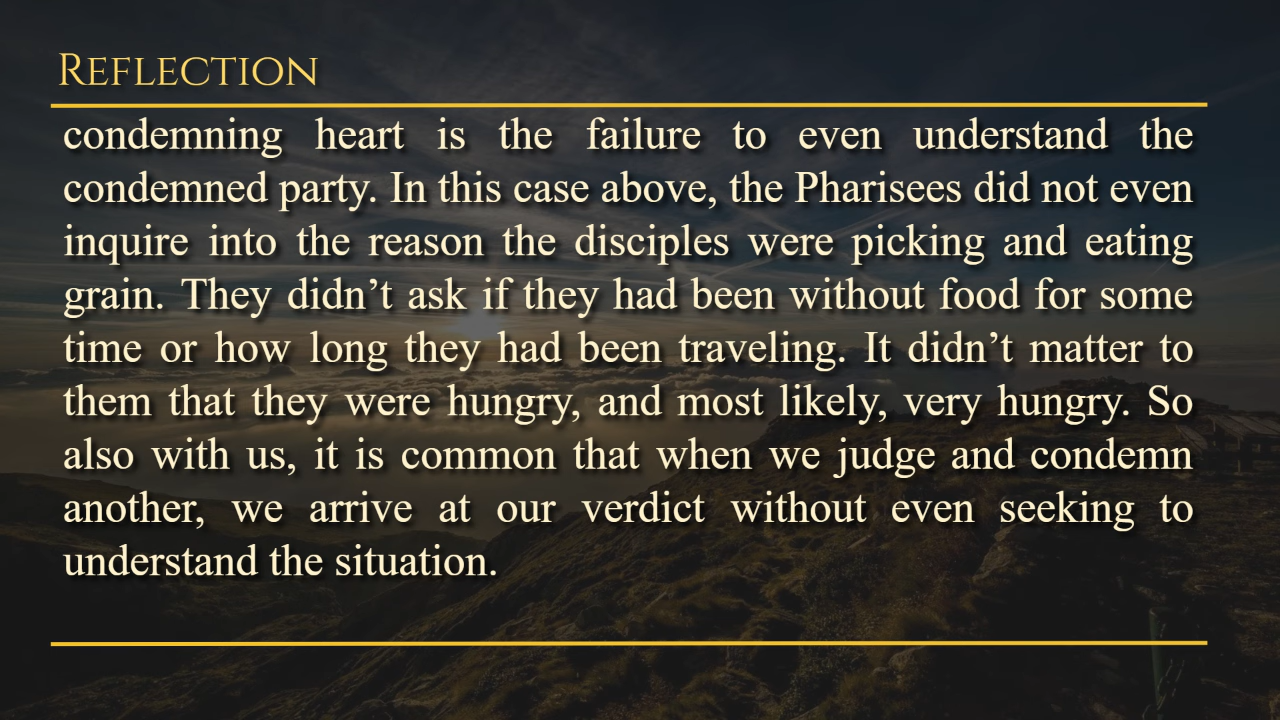 Reflection
condemning heart is the failure to even understand the
condemned party. In this case above, the Pharisees did not even
inquire into the reason the disciples were picking and eating
grain. They didn’t ask if they had been without food for some
time or how long they had been traveling. It didn’t matter to
them that they were hungry, and most likely, very hungry. So
also with us, it is common that when we judge and condemn
another, we arrive at our verdict without even seeking to
understand the situation.